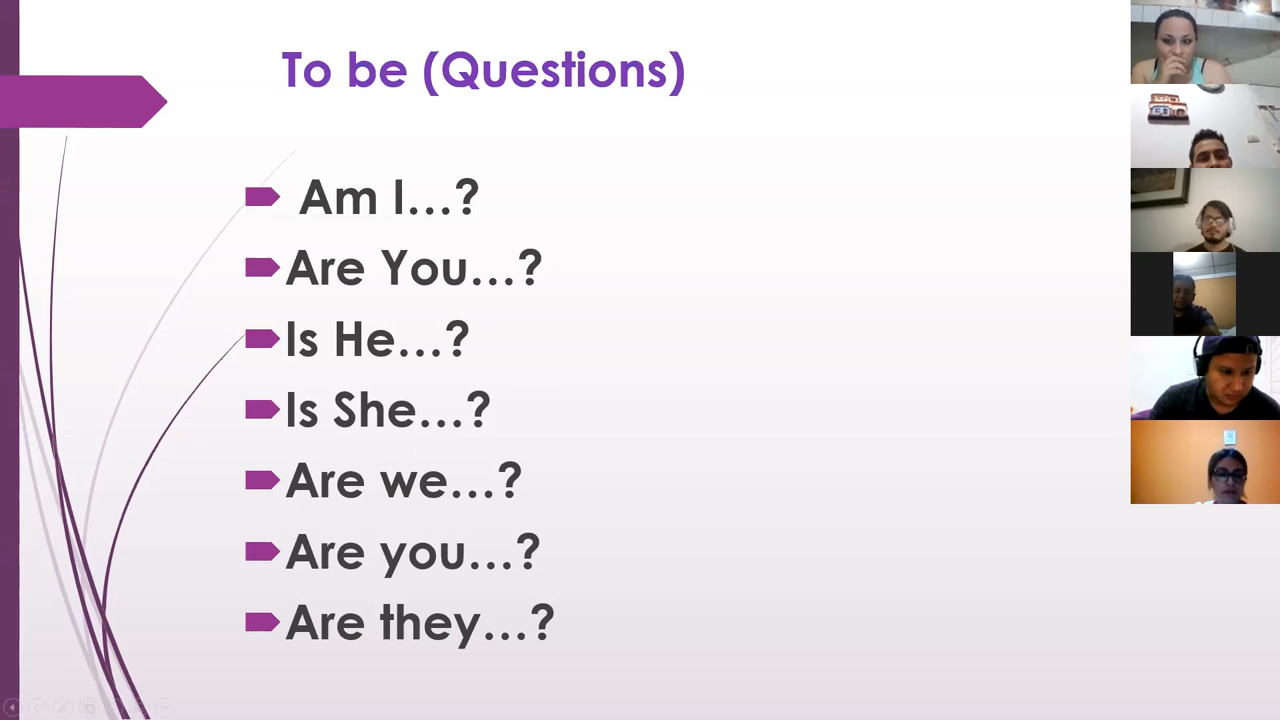 To be (Questions)
Am I...?
Are You...?
Is He...?
Is She...?
Are we...?
Are you...?
Are they...?